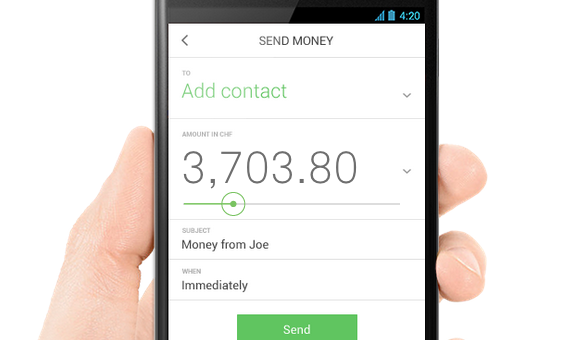 4:20
SEND MONEY
TO
Add contact
AMOUNT IN CHF
3,703.80
SUBJECT
Money from Joe
WHEN
Immediately
Send